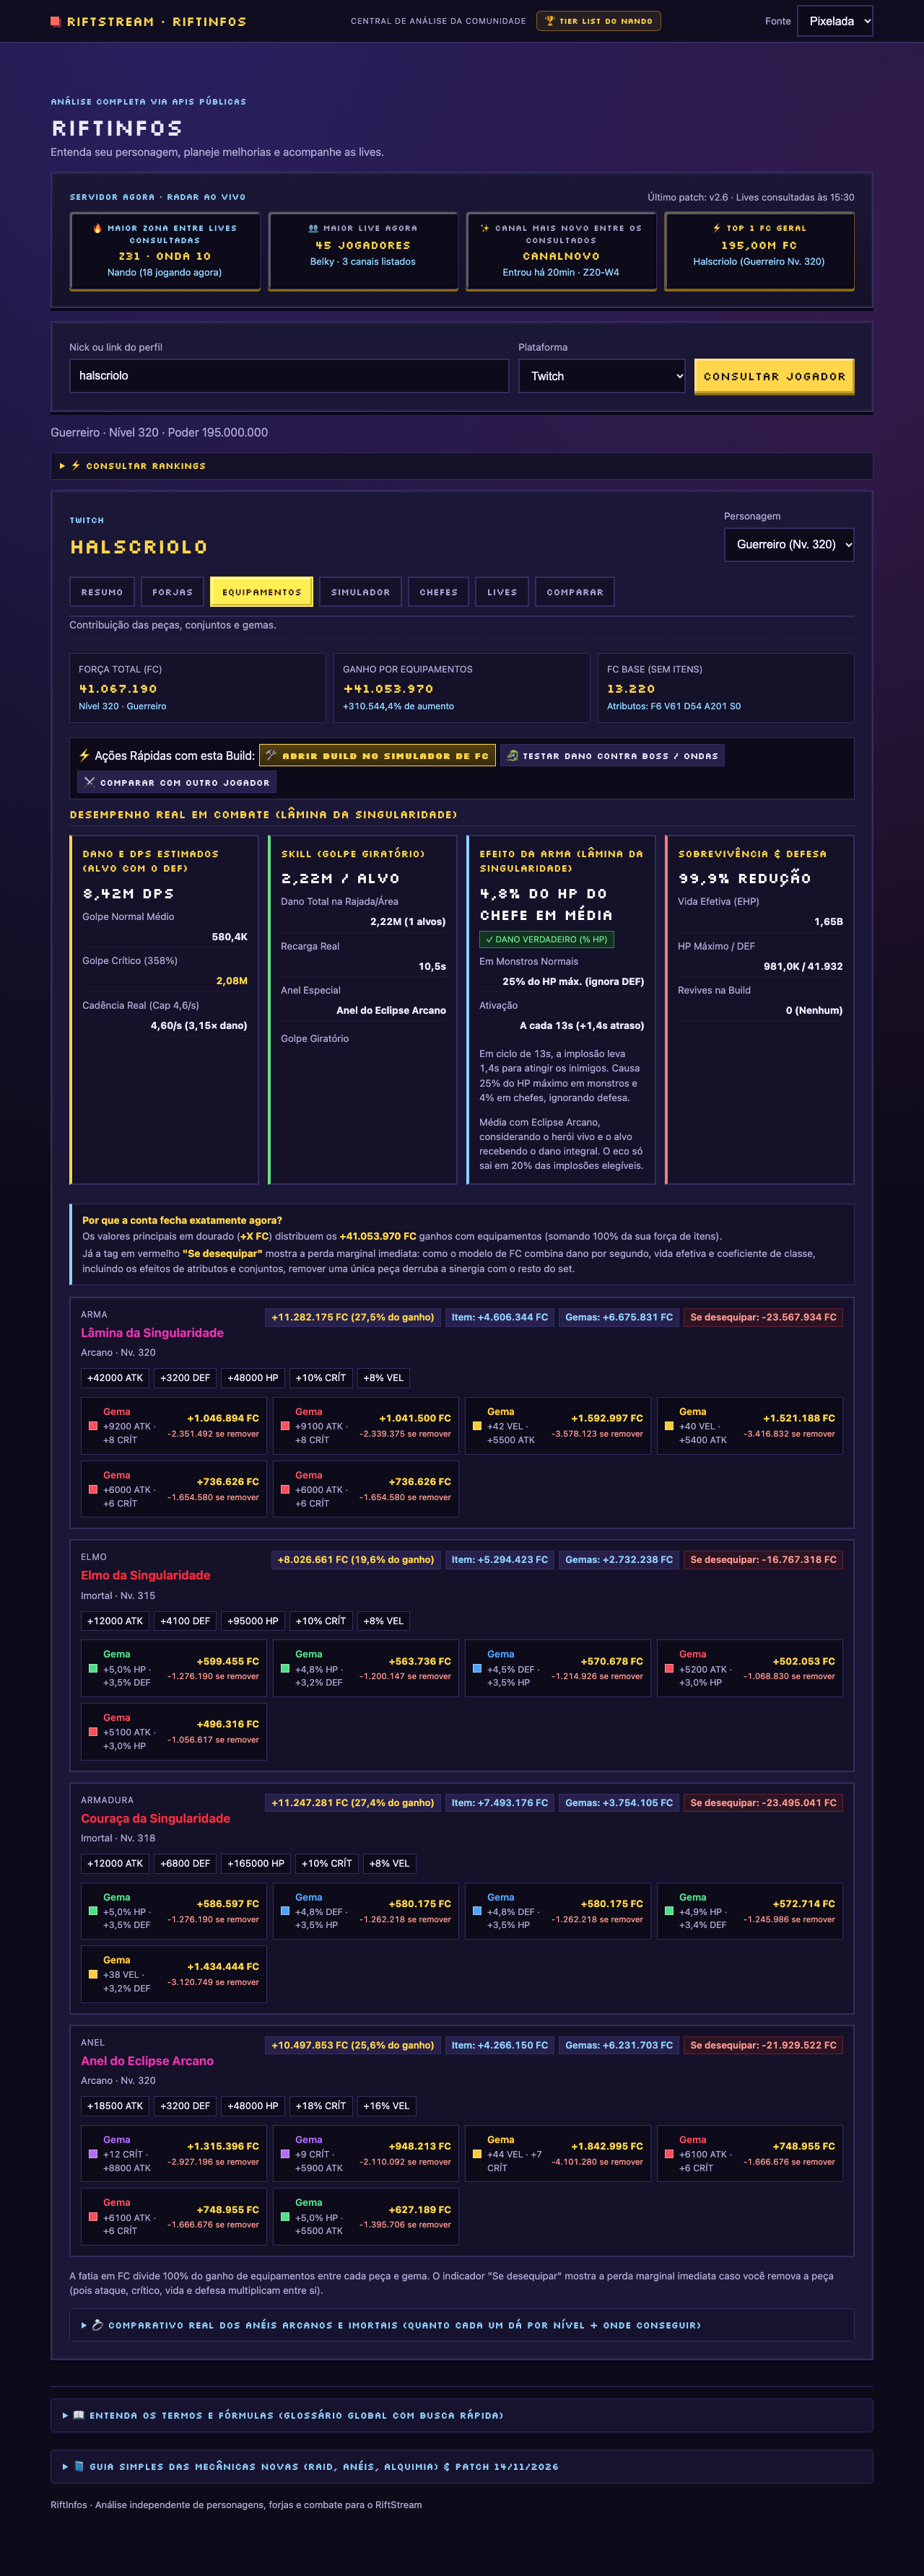 RIFTSTREAM · RIFTINFOS
CENTRAL DE ANÁLISE DA COMUNIDADE
🏆 TIER LIST DO NANDO
Fonte
Pixelada
ANÁLISE COMPLETA VIA APIS PÚBLICAS
RIFTINFOS
Entenda seu personagem, planeje melhorias e acompanhe as lives.
SERVIDOR AGORA · RADAR AO VIVO
Último patch: v2.6 · Lives consultadas às 15:30
🔥 MAIOR ZONA ENTRE LIVES
CONSULTADAS
Z31 · ONDA 10
Nando (18 jogando agora)
👥 MAIOR LIVE AGORA
45 JOGADORES
Belky · 3 canais listados
✨ CANAL MAIS NOVO ENTRE OS
CONSULTADOS
CANALNOVO
Entrou há 20min · Z20-W4
⚡ TOP 1 FC GERAL
195,00M FC
Halscriolo (Guerreiro Nv. 320)
Nick ou link do perfil
halscriolo
Plataforma
Twitch
CONSULTAR JOGADOR
Guerreiro · Nível 320 · Poder 195.000.000
▶ ⚡ CONSULTAR RANKINGS
TWITCH
HALSCRIOLO
Personagem
Guerreiro (Nv. 320)
RESUMO
FORJAS
EQUIPAMENTOS
SIMULADOR
CHEFES
LIVES
COMPARAR
Contribuição das peças, conjuntos e gemas.
FORÇA TOTAL (FC)
41.067.190
Nível 320 · Guerreiro
GANHO POR EQUIPAMENTOS
+41.053.970
+310.544,4% de aumento
FC BASE (SEM ITENS)
13.220
Atributos: F6 V61 D54 A201 S0
⚡ Ações Rápidas com esta Build:
🛠 ABRIR BUILD NO SIMULADOR DE FC
🐉 TESTAR DANO CONTRA BOSS / ONDAS
⚔ COMPARAR COM OUTRO JOGADOR
DESEMPENHO REAL EM COMBATE (LÂMINA DA SINGULARIDADE)
DANO E DPS ESTIMADOS
(ALVO COM 0 DEF)
8,42M DPS
Golpe Normal Médio
580,4K
Golpe Crítico (358%)
2,08M
Cadência Real (Cap 4,6/s)
4,60/s (3,15× dano)
SKILL (GOLPE GIRATÓRIO)
2,22M / ALVO
Dano Total na Rajada/Área
2,22M (1 alvos)
Recarga Real
10,5s
Anel Especial
Anel do Eclipse Arcano
Golpe Giratório
EFEITO DA ARMA (LÂMINA DA
SINGULARIDADE)
4,8% DO HP DO
CHEFE EM MÉDIA
✓ DANO VERDADEIRO (% HP)
Em Monstros Normais
25% do HP máx. (ignora DEF)
Ativação
A cada 13s (+1,4s atraso)
Em ciclo de 13s, a implosão leva
1,4s para atingir os inimigos. Causa
25% do HP máximo em monstros e
4% em chefes, ignorando defesa.
Média com Eclipse Arcano,
considerando o herói vivo e o alvo
recebendo o dano integral. O eco só
sai em 20% das implosões elegíveis.
SOBREVIVÊNCIA & DEFESA
99,9% REDUÇÃO
Vida Efetiva (EHP)
1,65B
HP Máximo / DEF
981,0K / 41.932
Revives na Build
0 (Nenhum)
Por que a conta fecha exatamente agora?
Os valores principais em dourado (+X FC) distribuem os +41.053.970 FC ganhos com equipamentos (somando 100% da sua força de itens).
Já a tag em vermelho "Se desequipar" mostra a perda marginal imediata: como o modelo de FC combina dano por segundo, vida efetiva e coeficiente de classe,
incluindo os efeitos de atributos e conjuntos, remover uma única peça derruba a sinergia com o resto do set.
ARMA
+11.282.175 FC (27,5% do ganho)
Item: +4.606.344 FC
Gemas: +6.675.831 FC
Se desequipar: -23.567.934 FC
Lâmina da Singularidade
Arcano · Nv. 320
+42000 ATK
+3200 DEF
+48000 HP
+10% CRÍT
+8% VEL
Gema
+9200 ATK ·
+8 CRÍT
+1.046.894 FC
-2.351.492 se remover
Gema
+9100 ATK ·
+8 CRÍT
+1.041.500 FC
-2.339.375 se remover
Gema
+42 VEL ·
+5500 ATK
+1.592.997 FC
-3.578.123 se remover
Gema
+40 VEL ·
+5400 ATK
+1.521.188 FC
-3.416.832 se remover
Gema
+6000 ATK ·
+6 CRÍT
+736.626 FC
-1.654.580 se remover
Gema
+6000 ATK ·
+6 CRÍT
+736.626 FC
-1.654.580 se remover
ELMO
+8.026.661 FC (19,6% do ganho)
Item: +5.294.423 FC
Gemas: +2.732.238 FC
Se desequipar: -16.767.318 FC
Elmo da Singularidade
Imortal · Nv. 315
+12000 ATK
+4100 DEF
+95000 HP
+10% CRÍT
+8% VEL
Gema
+5,0% HP ·
+3,5% DEF
+599.455 FC
-1.276.190 se remover
Gema
+4,8% HP ·
+3,2% DEF
+563.736 FC
-1.200.147 se remover
Gema
+4,5% DEF ·
+3,5% HP
+570.678 FC
-1.214.926 se remover
Gema
+5200 ATK ·
+3,0% HP
+502.053 FC
-1.068.830 se remover
Gema
+5100 ATK ·
+3,0% HP
+496.316 FC
-1.056.617 se remover
ARMADURA
+11.247.281 FC (27,4% do ganho)
Item: +7.493.176 FC
Gemas: +3.754.105 FC
Se desequipar: -23.495.041 FC
Couraça da Singularidade
Imortal · Nv. 318
+12000 ATK
+6800 DEF
+165000 HP
+10% CRÍT
+8% VEL
Gema
+5,0% HP ·
+3,5% DEF
+586.597 FC
-1.276.190 se remover
Gema
+4,8% DEF ·
+3,5% HP
+580.175 FC
-1.262.218 se remover
Gema
+4,8% DEF ·
+3,5% HP
+580.175 FC
-1.262.218 se remover
Gema
+4,9% HP ·
+3,4% DEF
+572.714 FC
-1.245.986 se remover
Gema
+38 VEL ·
+3,2% DEF
+1.434.444 FC
-3.120.749 se remover
ANEL
+10.497.853 FC (25,6% do ganho)
Item: +4.266.150 FC
Gemas: +6.231.703 FC
Se desequipar: -21.929.522 FC
Anel do Eclipse Arcano
Arcano · Nv. 320
+18500 ATK
+3200 DEF
+48000 HP
+18% CRÍT
+16% VEL
Gema
+12 CRÍT ·
+8800 ATK
+1.315.396 FC
-2.927.196 se remover
Gema
+9 CRÍT ·
+5900 ATK
+948.213 FC
-2.110.092 se remover
Gema
+44 VEL · +7
CRÍT
+1.842.995 FC
-4.101.280 se remover
Gema
+6100 ATK ·
+6 CRÍT
+748.955 FC
-1.666.676 se remover
Gema
+6100 ATK ·
+6 CRÍT
+748.955 FC
-1.666.676 se remover
Gema
+5,0% HP ·
+5500 ATK
+627.189 FC
-1.395.706 se remover
A fatia em FC divide 100% do ganho de equipamentos entre cada peça e gema. O indicador "Se desequipar" mostra a perda marginal imediata caso você remova a peça
(pois ataque, crítico, vida e defesa multiplicam entre si).
▶ 💍 COMPARATIVO REAL DOS ANÉIS ARCANOS E IMORTAIS (QUANTO CADA UM DÁ POR NÍVEL + ONDE CONSEGUIR)
▶ 📖 ENTENDA OS TERMOS E FÓRMULAS (GLOSSÁRIO GLOBAL COM BUSCA RÁPIDA)
▶ 📘 GUIA SIMPLES DAS MECÂNICAS NOVAS (RAID, ANÉIS, ALQUIMIA) & PATCH 14/11/2026
RiftInfos · Análise independente de personagens, forjas e combate para o RiftStream